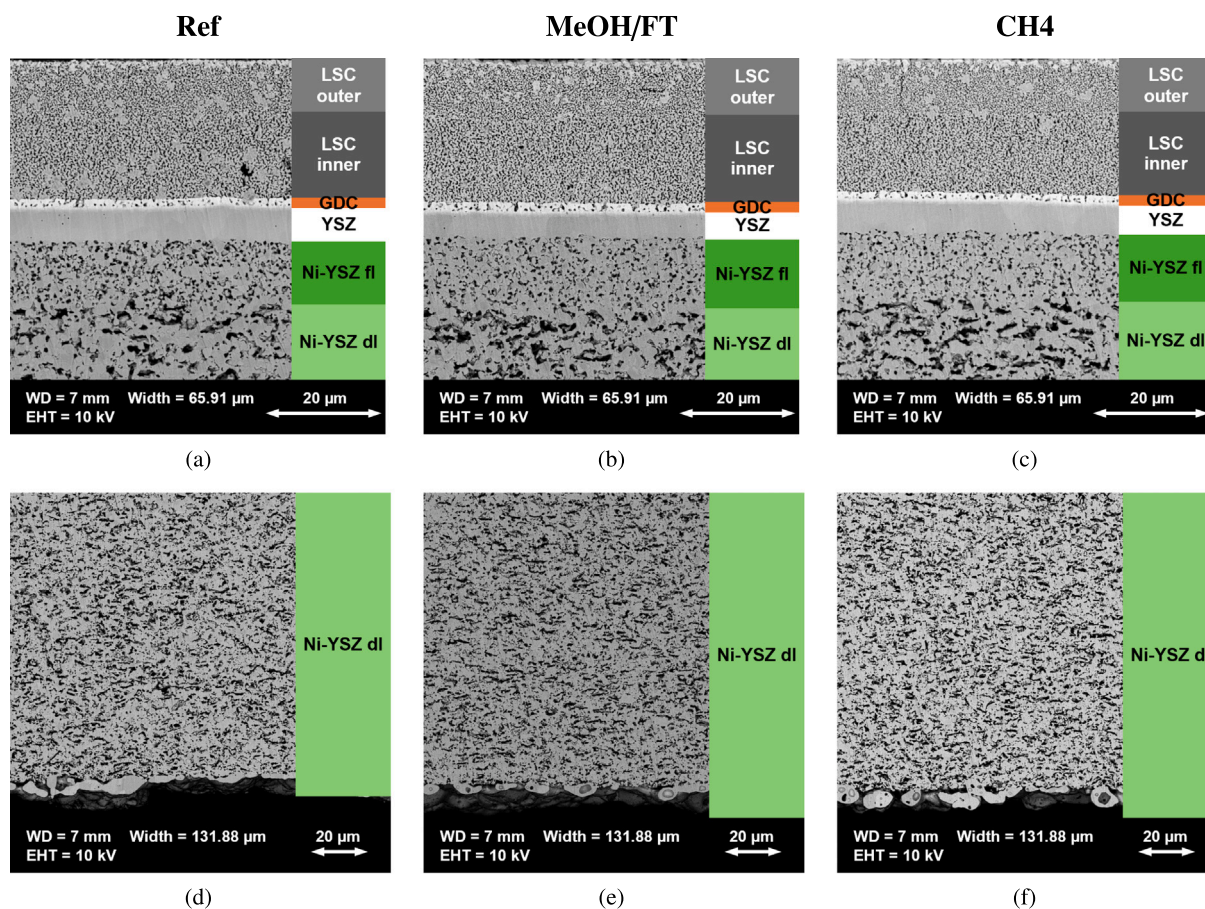 Ref
MeOH/FT
CH4
LSC
outer
LSC
inner
GDC
YSZ
Ni-YSZ fl
Ni-YSZ dl
WD = 7 mm Width = 65.91 µm 20 µm
EHT = 10 kV
(a)
LSC
outer
LSC
inner
GDC
YSZ
Ni-YSZ fl
Ni-YSZ dl
WD = 7 mm Width = 65.91 µm 20 µm
EHT = 10 kV
(b)
LSC
outer
LSC
inner
GDC
YSZ
Ni-YSZ fl
Ni-YSZ dl
WD = 7 mm Width = 65.91 µm 20 µm
EHT = 10 kV
(c)
Ni-YSZ dl
WD = 7 mm Width = 131.88 µm 20 µm
EHT = 10 kV
(d)
Ni-YSZ dl
WD = 7 mm Width = 131.88 µm 20 µm
EHT = 10 kV
(e)
Ni-YSZ d
WD = 7 mm Width = 131.88 µm 20 µm
EHT = 10 kV
(f)